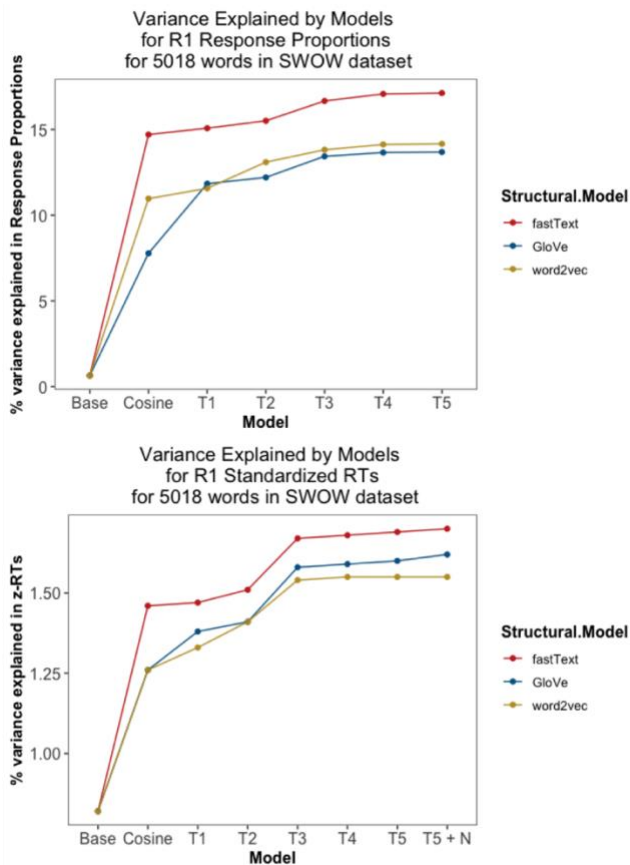 Variance Explained by Models
for R1 Response Proportions
for 5018 words in SWOW dataset
% variance explained in Response Proportions
15
10
5
0
Base Cosine T1 T2 T3 T4 T5
Model
Structural.Model
fastText
GloVe
word2vec
Variance Explained by Models
for R1 Standardized RTs
for 5018 words in SWOW dataset
% variance explained in z-RTs
1.50
1.25
1.00
Base Cosine T1 T2 T3 T4 T5 T5 + N
Model
Structural.Model
fastText
GloVe
word2vec